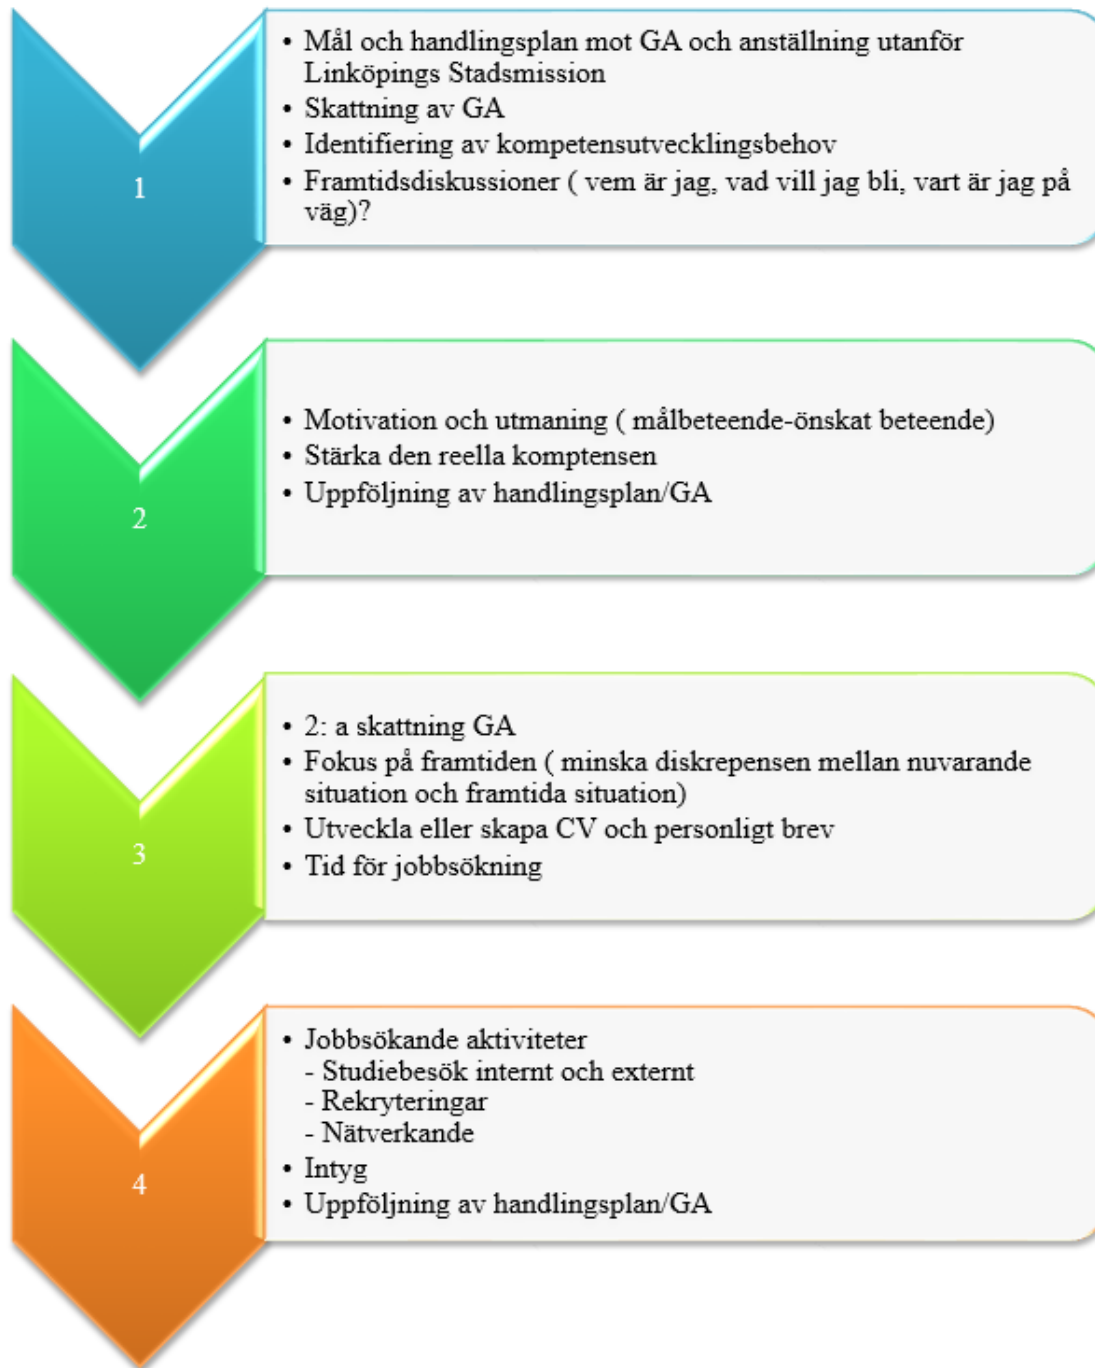 1
• Mål och handlingsplan mot GA och anställning utanför
Linköpings Stadsmission
• Skattning av GA
• Identifiering av kompetensutvecklingsbehov
• Framtidsdiskussioner ( vem är jag, vad vill jag bli, vart är jag på
väg)?
2
• Motivation och utmaning ( målbeteende-önskat beteende)
• Stärka den reella komptensen
• Uppföljning av handlingsplan/GA
3
• 2: a skattning GA
• Fokus på framtiden ( minska diskrepensen mellan nuvarande
situation och framtida situation)
• Utveckla eller skapa CV och personligt brev
• Tid för jobbsökning
4
• Jobbsökande aktiviteter
- Studiebesök internt och externt
- Rekryteringar
- Nätverkande
• Intyg
• Uppföljning av handlingsplan/GA